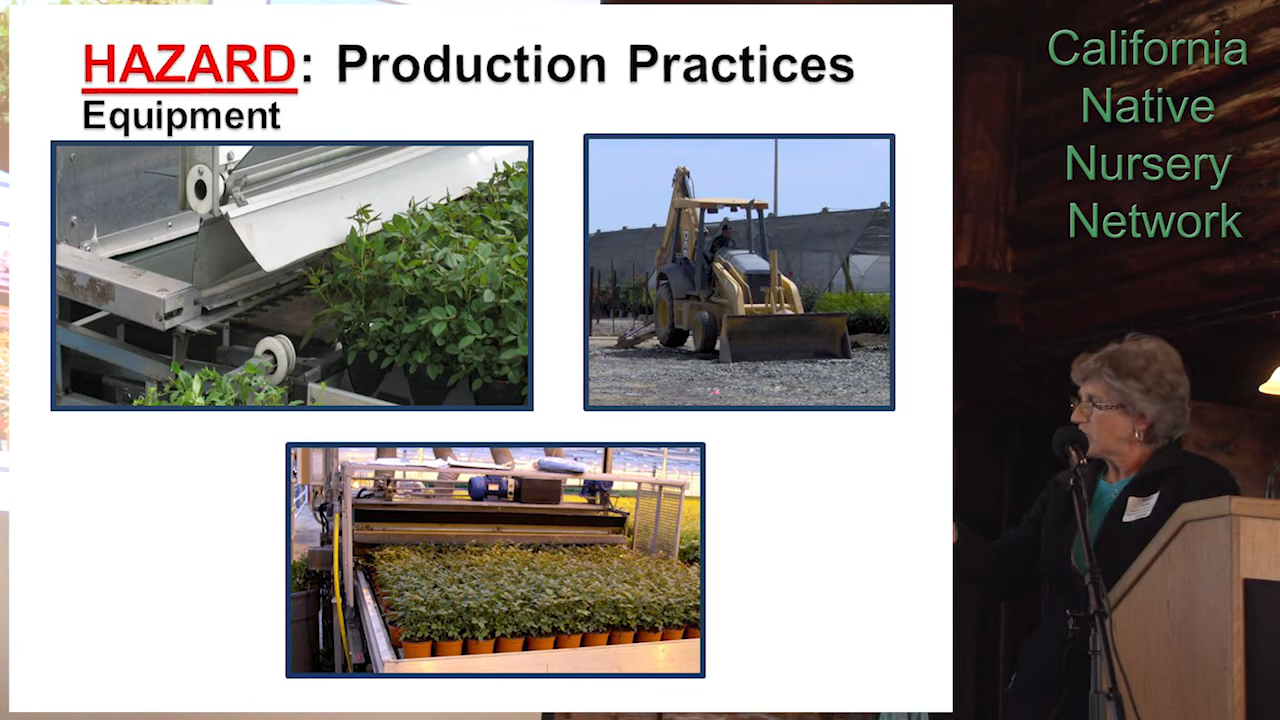 HAZARD: Production Practices
Equipment
California
Native
Nursery
Network